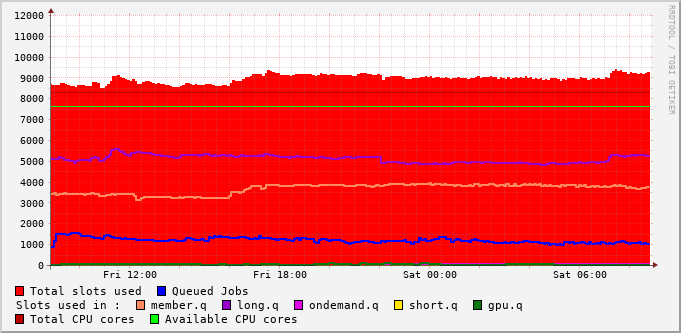 12000
11000
10000
9000
8000
7000
6000
5000
4000
3000
2000
1000
0
Fri 12:00 Fri 18:00 Sat 00:00 Sat 06:00
RRDTOOL / TOBI OETIKER
Total slots used Queued Jobs
Slots used in : member.q long.q ondemand.q short.q gpu.q
Total CPU cores Available CPU cores